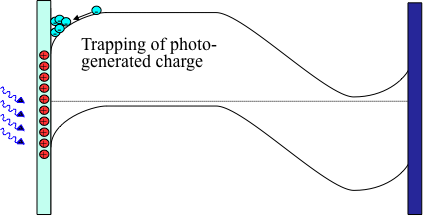 Trapping of photo-
generated charge